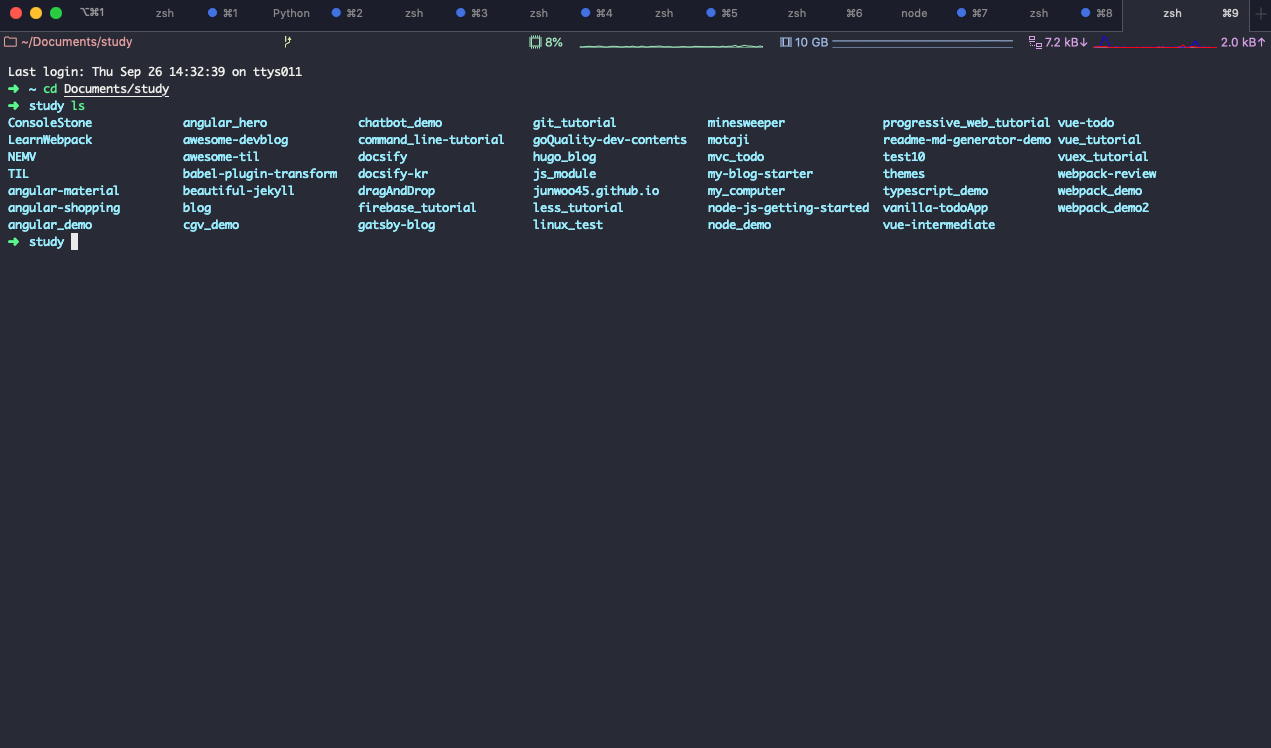 ⌥⌘1 zsh ⌘1 Python ⌘2 zsh ⌘3 zsh ⌘4 zsh ⌘5 zsh ⌘6 node ⌘7 zsh ⌘8 zsh ⌘9
~/Documents/study 8% 10 GB 7.2 kB↓ 2.0 kB↑
Last login: Thu Sep 26 14:32:39 on ttys011
➜ ~ cd Documents/study
➜ study ls
ConsoleStone angular_hero chatbot_demo git_tutorial minesweeper progressive_web_tutorial vue-todo
LearnWebpack awesome-devblog command_line-tutorial goQuality-dev-contents motaji readme-md-generator-demo vue_tutorial
NEMV awesome-til docsify hugo_blog mvc_todo test10 vuex_tutorial
TIL babel-plugin-transform docsify-kr js_module my-blog-starter themes webpack-review
angular-material beautiful-jekyll dragAndDrop junwoo45.github.io my_computer typescript_demo webpack_demo
angular-shopping blog firebase_tutorial less_tutorial node-js-getting-started vanilla-todoApp webpack_demo2
angular_demo cgv_demo gatsby-blog linux_test node_demo vue-intermediate
➜ study